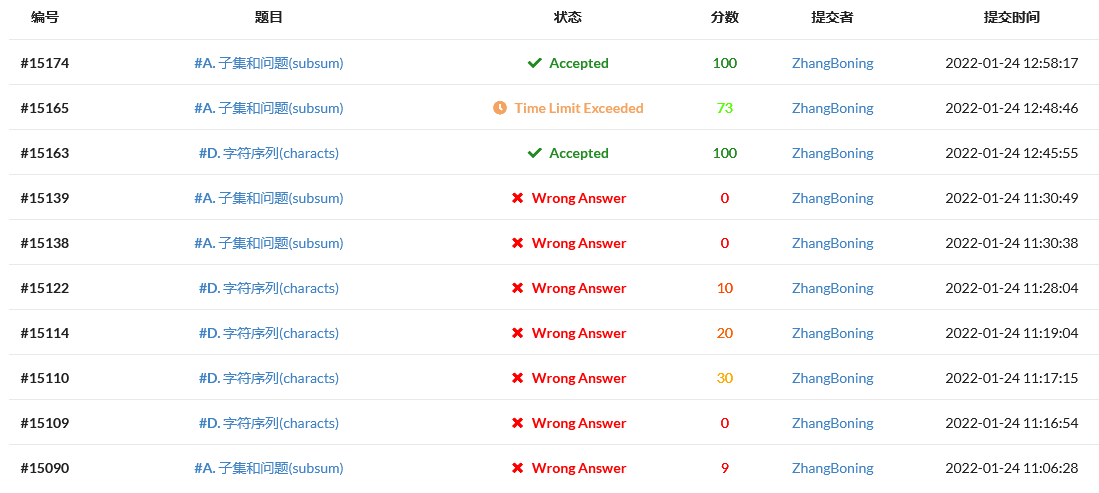 编号 题目 状态 分数 提交者 提交时间
#15174 #A. 子集和问题(subsum) Accepted 100 ZhangBoning 2022-01-24 12:58:17
#15165 #A. 子集和问题(subsum) Time Limit Exceeded 73 ZhangBoning 2022-01-24 12:48:46
#15163 #D. 字符序列(characts) Accepted 100 ZhangBoning 2022-01-24 12:45:55
#15139 #A. 子集和问题(subsum) Wrong Answer 0 ZhangBoning 2022-01-24 11:30:49
#15138 #A. 子集和问题(subsum) Wrong Answer 0 ZhangBoning 2022-01-24 11:30:38
#15122 #D. 字符序列(characts) Wrong Answer 10 ZhangBoning 2022-01-24 11:28:04
#15114 #D. 字符序列(characts) Wrong Answer 20 ZhangBoning 2022-01-24 11:19:04
#15110 #D. 字符序列(characts) Wrong Answer 30 ZhangBoning 2022-01-24 11:17:15
#15109 #D. 字符序列(characts) Wrong Answer 0 ZhangBoning 2022-01-24 11:16:54
#15090 #A. 子集和问题(subsum) Wrong Answer 9 ZhangBoning 2022-01-24 11:06:28